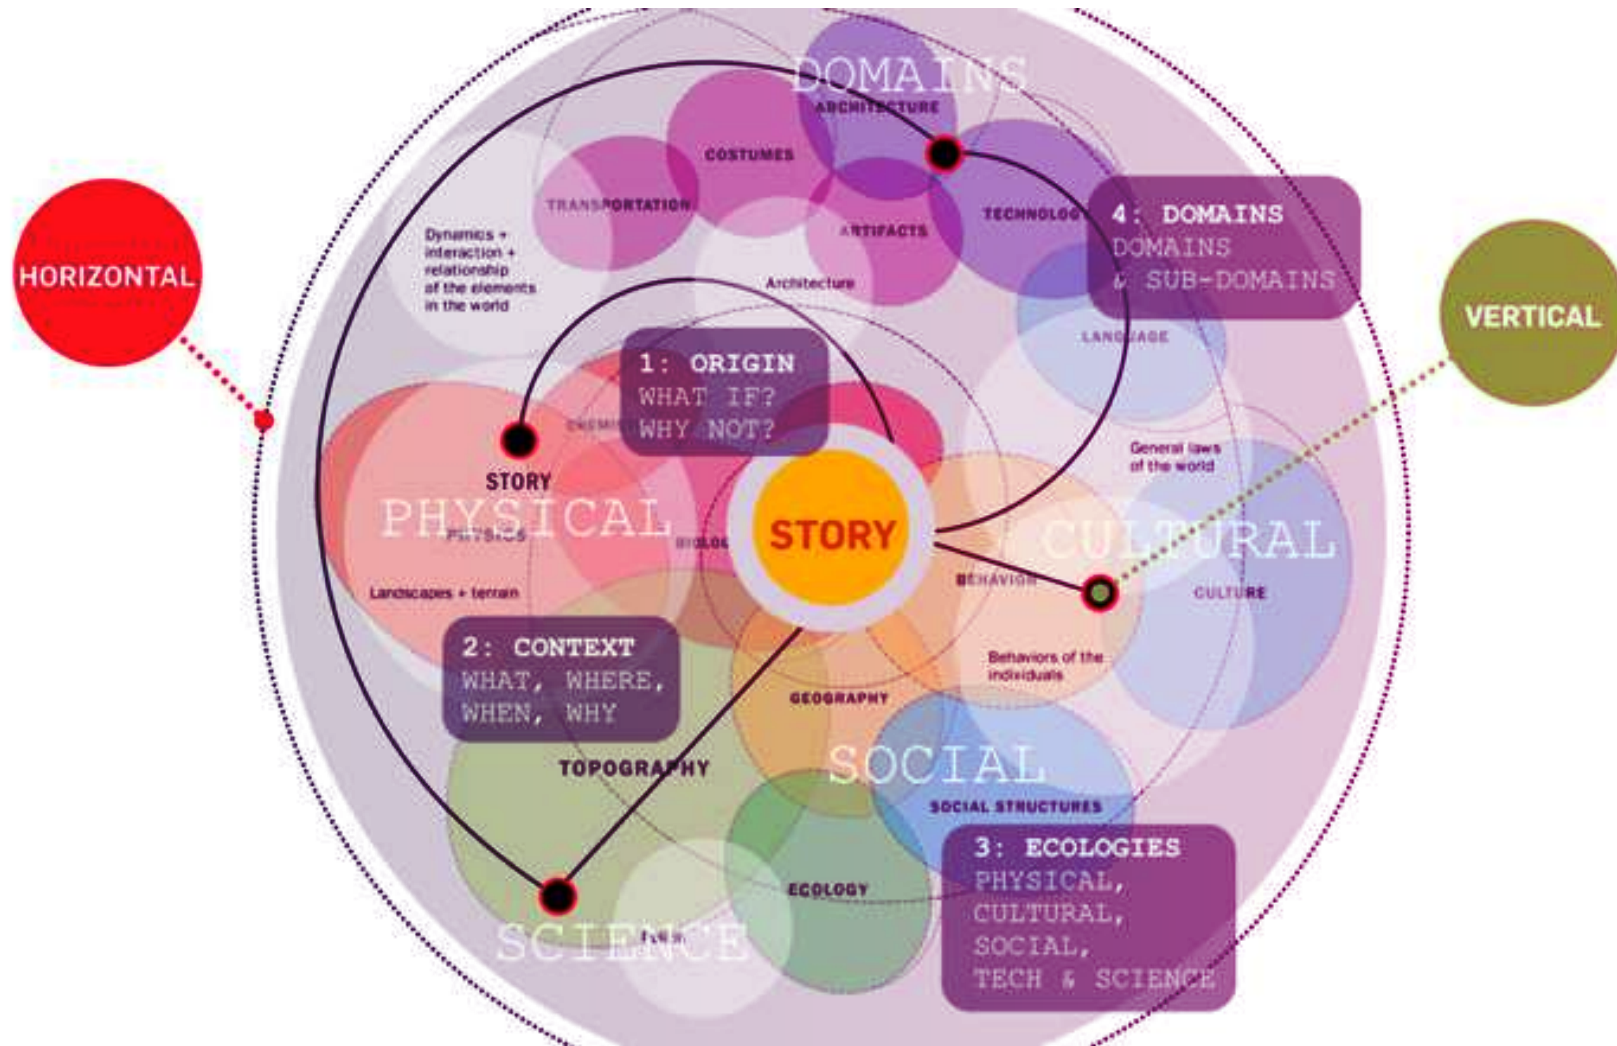 DOMAINS
ARCHITECTURE
COSTUMES
TRANSPORTATION
ARTIFACTS
TECHNOLOGY
4: DOMAINS
DOMAINS
& SUB-DOMAINS
HORIZONTAL
VERTICAL
Dynamics +
interaction +
relationship
of the elements
in the world
Architecture
LANGUAGE
1: ORIGIN
WHAT IF?
WHY NOT?
General laws
of the world
STORY
PHYSICAL
PHYSICS
STORY
CULTURAL
BEHAVIOR
CULTURE
Landscapes + terrain
2: CONTEXT
WHAT, WHERE,
WHEN, WHY
Behaviors of the
individuals
GEOGRAPHY
TOPOGRAPHY
SOCIAL
SOCIAL STRUCTURES
3: ECOLOGIES
PHYSICAL,
CULTURAL,
SOCIAL,
TECH & SCIENCE
ECOLOGY
SCIENCE